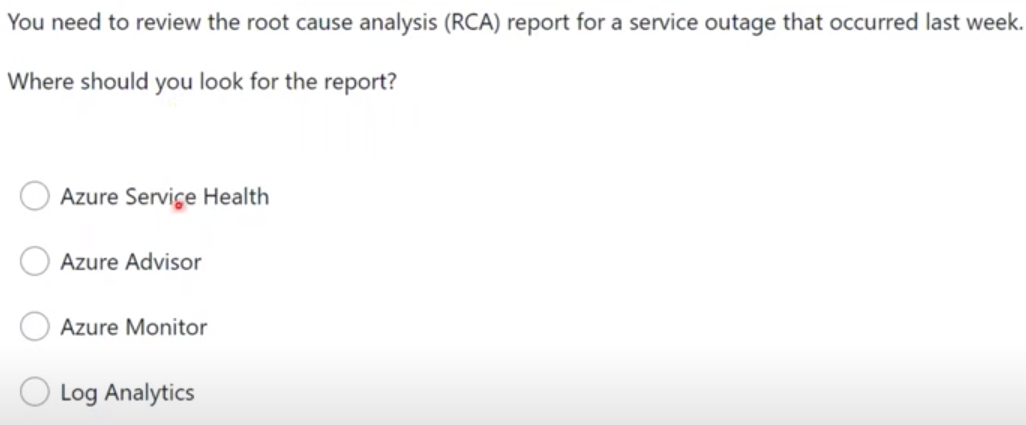 You need to review the root cause analysis (RCA) report for a service outage that occurred last week.
Where should you look for the report?
Azure Service Health
Azure Advisor
Azure Monitor
Log Analytics